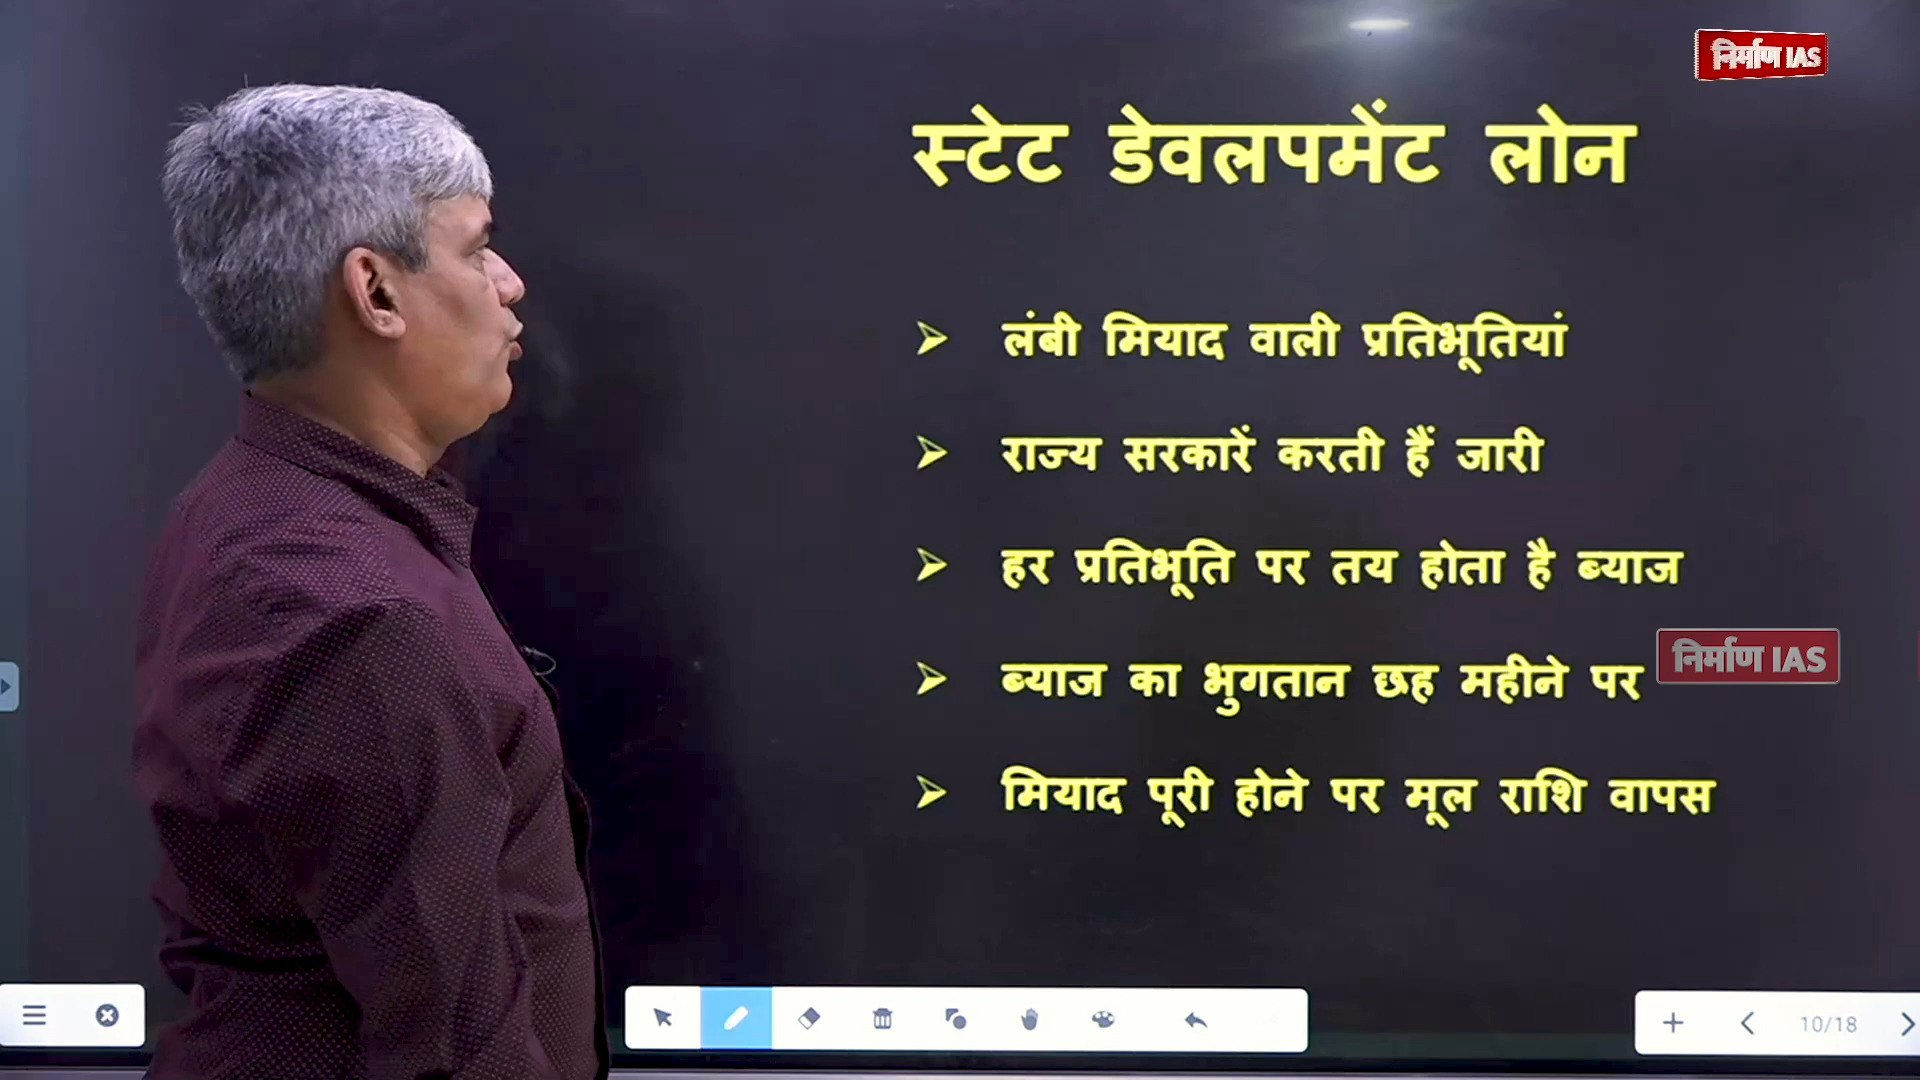 निर्माण IAS
स्टेट डेवलपमेंट लोन
लंबी मियाद वाली प्रतिभूतियां
राज्य सरकारें करती हैं जारी
हर प्रतिभूति पर तय होता है ब्याज
ब्याज का भुगतान छह महीने पर
निर्माण IAS
मियाद पूरी होने पर मूल राशि वापस
10/18